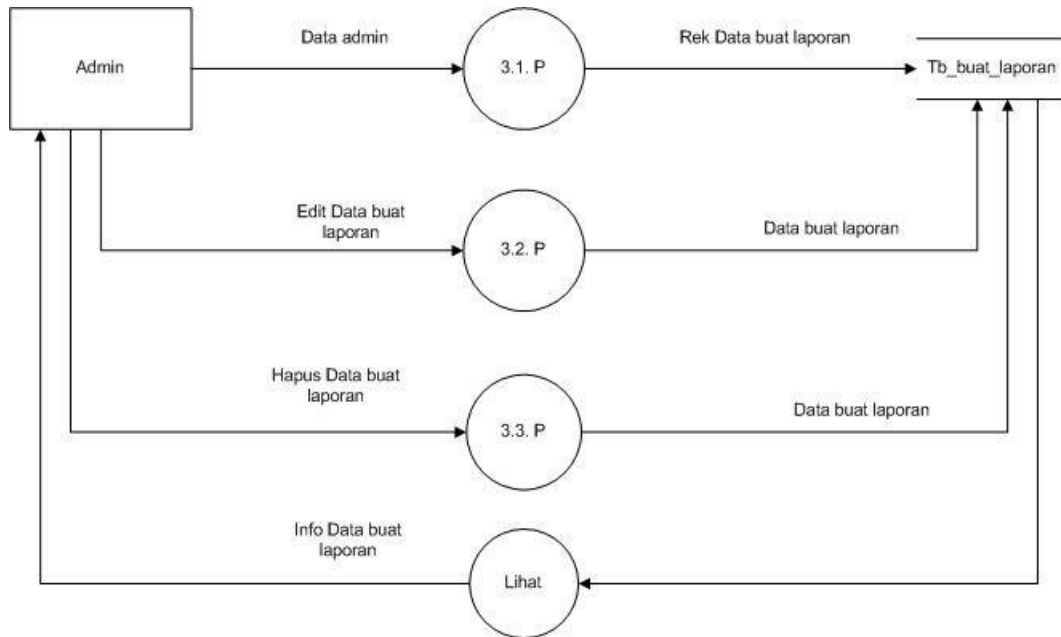 Data admin
Rek Data buat laporan
Admin
3.1. P
Tb_buat_laporan
Edit Data buat
laporan
3.2. P
Data buat laporan
Hapus Data buat
laporan
3.3. P
Data buat laporan
Info Data buat
laporan
Lihat